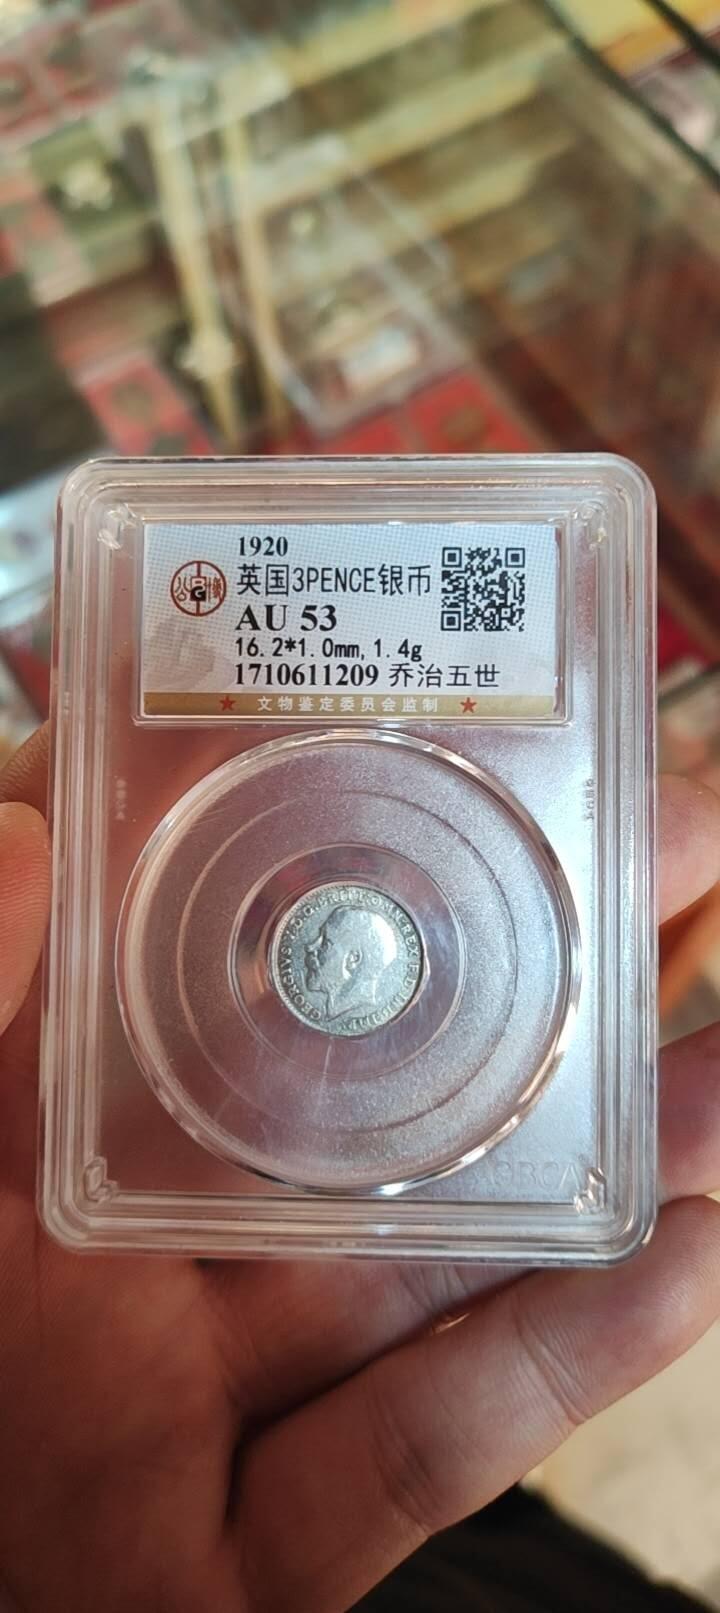 1920
英国3PENCE银币
AU 53
16.2*1.0mm,1.4g
1710611209 乔治五世
文物鉴定委员会监制
G
GBCA